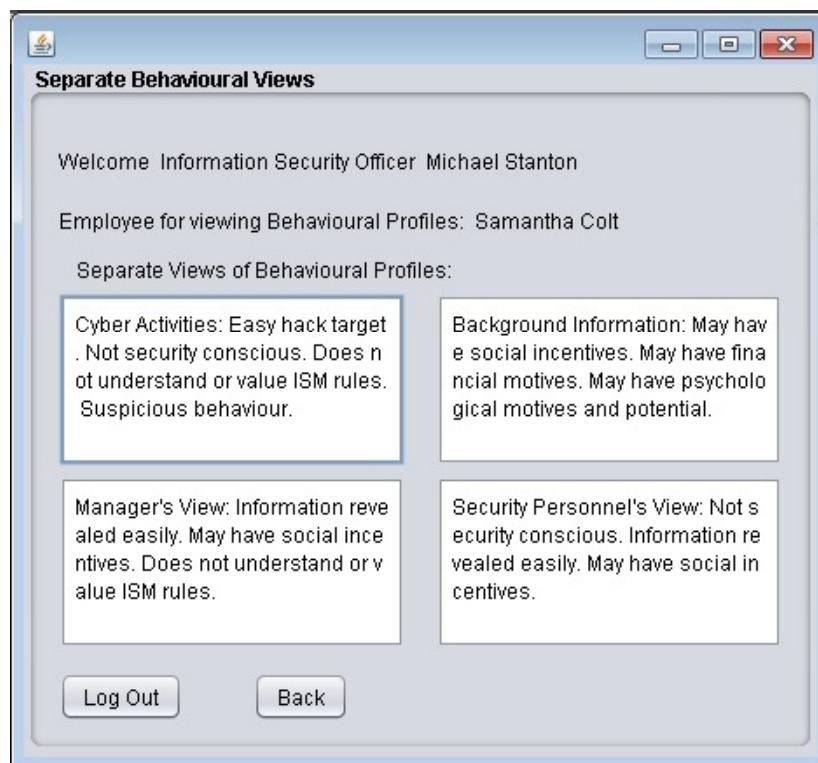 Separate Behavioural Views
Welcome Information Security Officer Michael Stanton
Employee for viewing Behavioural Profiles: Samantha Colt
Separate Views of Behavioural Profiles:
Cyber Activities: Easy hack target
. Not security conscious. Does n
ot understand or value ISM rules.
Suspicious behaviour.
Background Information: May hav
e social incentives. May have fina
ncial motives. May have psycholo
gical motives and potential.
Manager's View: Information reve
aled easily. May have social ince
ntives. Does not understand or v
alue ISM rules.
Security Personnel's View: Not s
ecurity conscious. Information re
vealed easily. May have social in
centives.
Log Out
Back